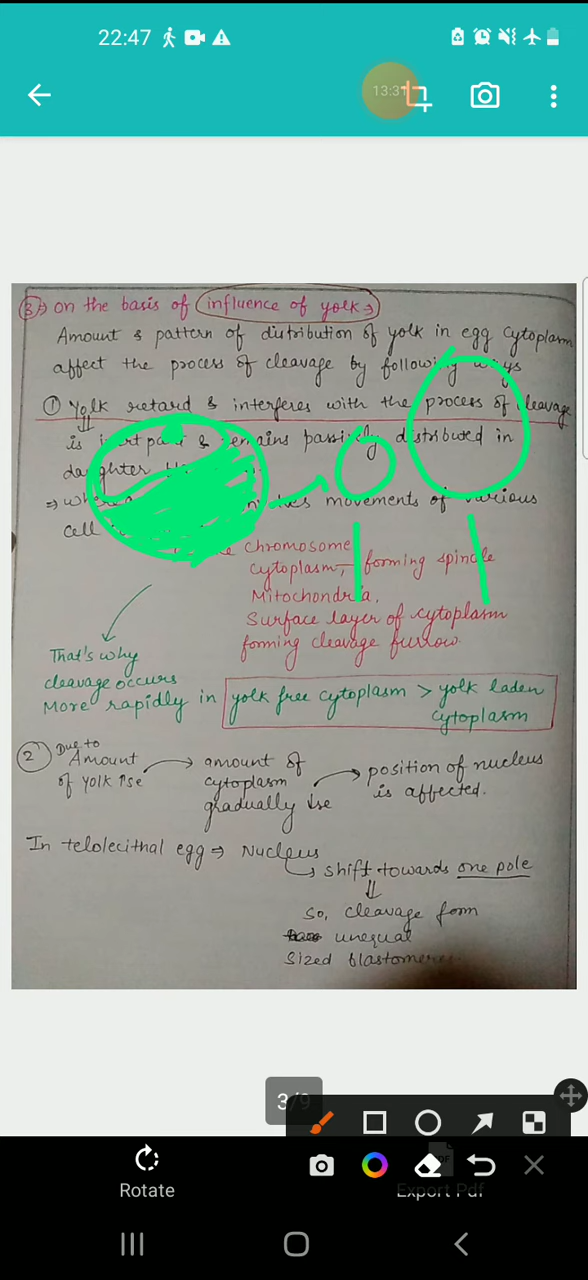 22:47
13:31
3) on the basis of influence of yolk →
Amount & pattern of distribution of yolk in egg cytoplasm
affect the process of cleavage by following ways
① Yolk retard & interferes with the process of cleavage
is inert part & remains passively distributed in
daughter
movements of various
cell
chromosome
cytoplasm, forming spindle
Mitochondria.
Surface layer of cytoplasm
forming cleavage furrow.
That's why
cleavage occurs
More rapidly in yolk free cytoplasm > yolk laden
cytoplasm
② Due to
Amount
of yolk ↑se → amount of
cytoplasm
gradually ↓se → position of nucleus
is affected.
In telolecithal egg ⇒ Nucleus
shift towards one pole
⇓
So, cleavage form
unequal
Sized blastomeres.
3/9
Rotate
Export Pdf